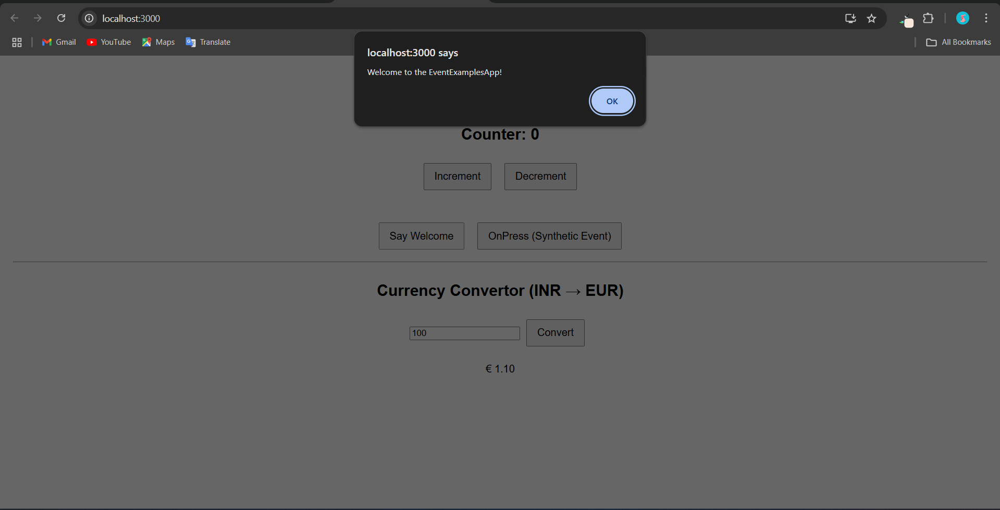 localhost:3000
Gmail YouTube Maps Translate All Bookmarks
localhost:3000 says
Welcome to the EventExamplesApp!
OK
Counter: 0
Increment Decrement
Say Welcome OnPress (Synthetic Event)
Currency Convertor (INR → EUR)
100 Convert
€ 1.10